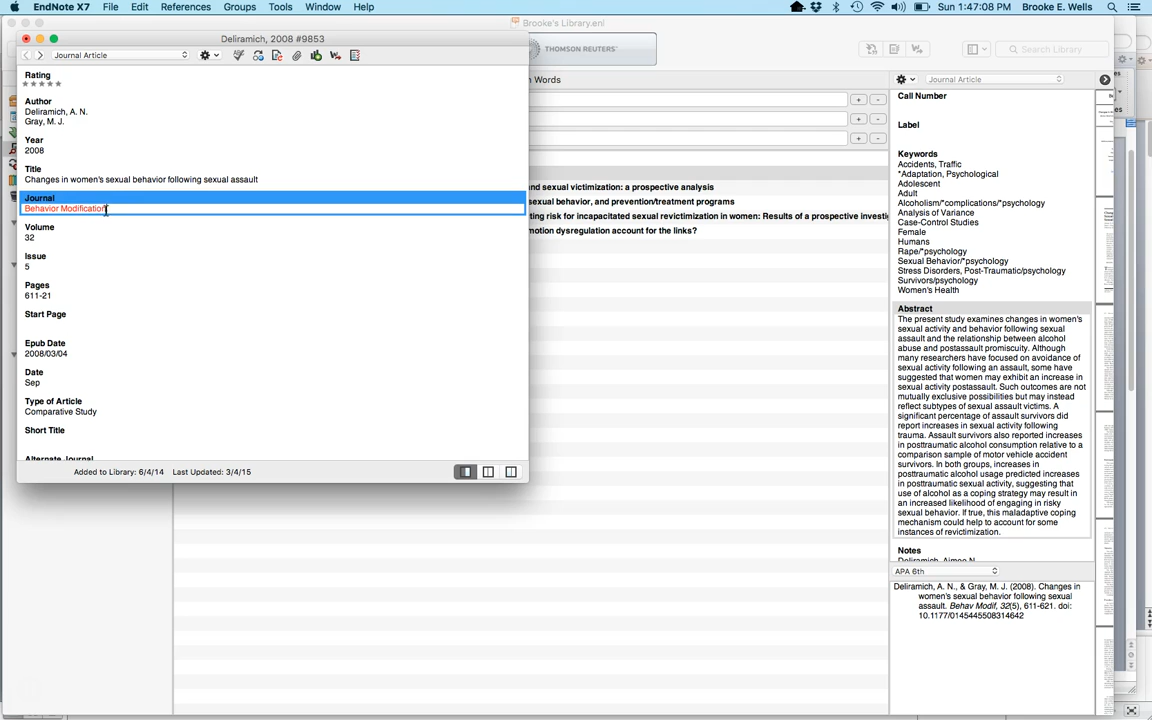 EndNote X7 File Edit References Groups Tools Window Help
Sun 1:47:08 PM Brooke E. Wells
Brooke's Library.enl
Deliramich, 2008 #9853
Journal Article
THOMSON REUTERS
Search Library
Words
Journal Article
Rating
Author
Deliramich, A. N.
Gray, M. J.
Year
2008
Title
Changes in women's sexual behavior following sexual assault
Journal
Behavior Modification
Volume
32
Issue
5
Pages
611-21
Start Page
Epub Date
2008/03/04
Date
Sep
Type of Article
Comparative Study
Short Title
Alternate Journal
Added to Library: 6/4/14 Last Updated: 3/4/15
+ -
+ -
+ -
and sexual victimization: a prospective analysis
sexual behavior, and prevention/treatment programs
ting risk for incapacitated sexual revictimization in women: Results of a prospective investig
motion dysregulation account for the links?
Call Number
Label
Keywords
Accidents, Traffic
*Adaptation, Psychological
Adolescent
Adult
Alcoholism/*complications/*psychology
Analysis of Variance
Case-Control Studies
Female
Humans
Rape/*psychology
Sexual Behavior/*psychology
Stress Disorders, Post-Traumatic/psychology
Survivors/psychology
Women's Health
Abstract
The present study examines changes in women's
sexual activity and behavior following sexual
assault and the relationship between alcohol
abuse and postassault promiscuity. Although
many researchers have focused on avoidance of
sexual activity following an assault, some have
suggested that women may exhibit an increase in
sexual activity postassault. Such outcomes are not
mutually exclusive possibilities but may instead
reflect subtypes of sexual assault victims. A
significant percentage of assault survivors did
report increases in sexual activity following
trauma. Assault survivors also reported increases
in posttraumatic alcohol consumption relative to a
comparison sample of motor vehicle accident
survivors. In both groups, increases in
posttraumatic alcohol usage predicted increases
in posttraumatic sexual activity, suggesting that
use of alcohol as a coping strategy may result in
an increased likelihood of engaging in risky
sexual behavior. If true, this maladaptive coping
mechanism could help to account for some
instances of revictimization.
Notes
Deliramich, Aimee N
APA 6th
Deliramich, A. N., & Gray, M. J. (2008). Changes in
women's sexual behavior following sexual
assault. Behav Modif, 32(5), 611-621. doi:
10.1177/0145445508314642